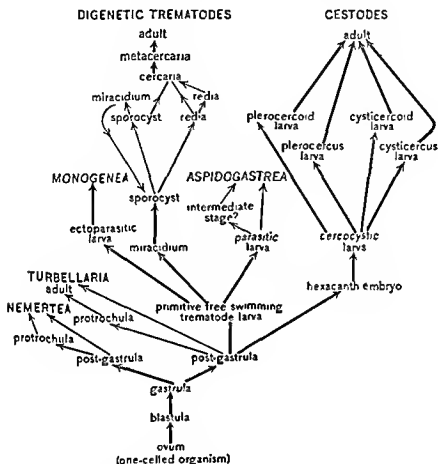 DIGENETIC TREMATODES
CESTODES
adult
adult
metacercaria
cercaria
miracidium
redia
sporocyst
redia
plerocercoid
larva
cysticercoid
larva
plerocercus
larva
cysticercus
larva
MONOGENEA
ASPIDOGASTREA
sporocyst
intermediate
stage?
ectoparasitic
larva
miracidium
parasitic
larva
cercocystic
larva
TURBELLARIA
adult
primitive free swimming
trematode larva
hexacanth embryo
NEMERTEA
protrochula
protrochula
post-gastrula
post-gastrula
gastrula
blastula
ovum
(one-celled organism)